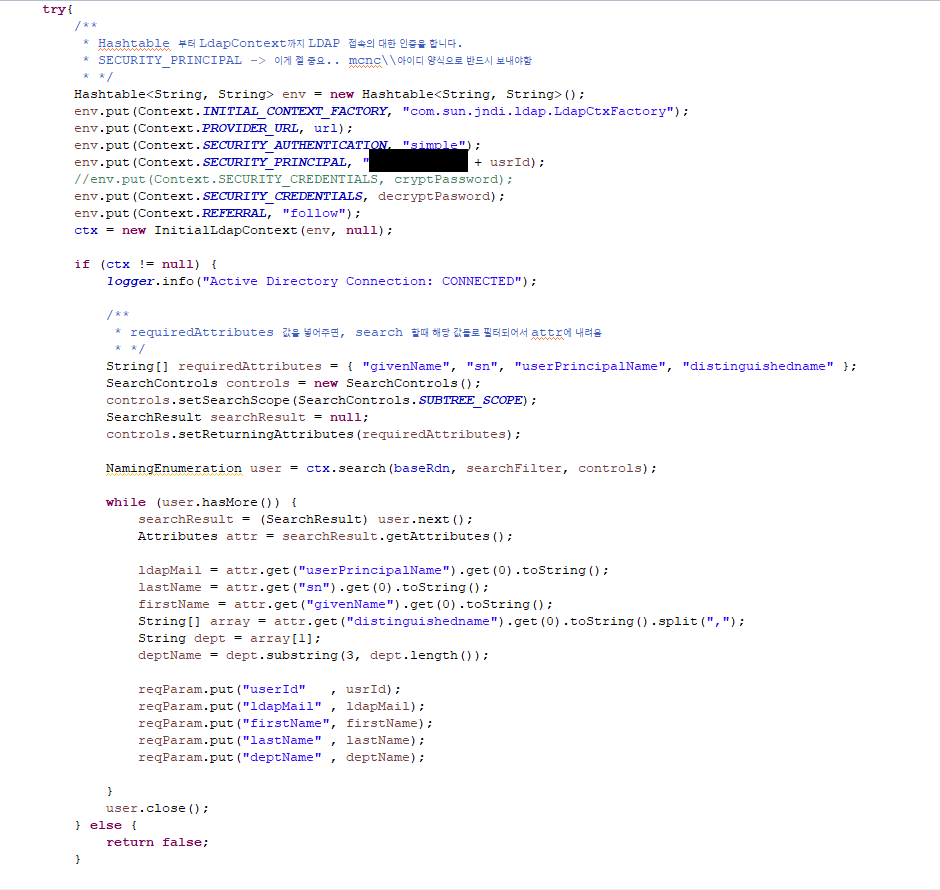 try{
/**
* Hashtable 부터 LdapContext까지 LDAP 접속의 대한 인증을 합니다.
* SECURITY_PRINCIPAL -> 이게 젤 중요.. mcnc\\아이디 양식으로 반드시 보내야함
* */
Hashtable<String, String> env = new Hashtable<String, String>();
env.put(Context.INITIAL_CONTEXT_FACTORY, "com.sun.jndi.ldap.LdapCtxFactory");
env.put(Context.PROVIDER_URL, url);
env.put(Context.SECURITY_AUTHENTICATION, "simple");
env.put(Context.SECURITY_PRINCIPAL, " + usrId);
//env.put(Context.SECURITY_CREDENTIALS, cryptPassword);
env.put(Context.SECURITY_CREDENTIALS, decryptPasword);
env.put(Context.REFERRAL, "follow");
ctx = new InitialLdapContext(env, null);
if (ctx != null) {
logger.info("Active Directory Connection: CONNECTED");
/**
* requiredAttributes 값을 넣어주면, search 할때 해당 값들로 필터되어서 attr에 내려옴
* */
String[] requiredAttributes = { "givenName", "sn", "userPrincipalName", "distinguishedname" };
SearchControls controls = new SearchControls();
controls.setSearchScope(SearchControls.SUBTREE_SCOPE);
SearchResult searchResult = null;
controls.setReturningAttributes(requiredAttributes);
NamingEnumeration user = ctx.search(baseRdn, searchFilter, controls);
while (user.hasMore()) {
searchResult = (SearchResult) user.next();
Attributes attr = searchResult.getAttributes();
ldapMail = attr.get("userPrincipalName").get(0).toString();
lastName = attr.get("sn").get(0).toString();
firstName = attr.get("givenName").get(0).toString();
String[] array = attr.get("distinguishedname").get(0).toString().split(",");
String dept = array[1];
deptName = dept.substring(3, dept.length());
reqParam.put("userId" , usrId);
reqParam.put("ldapMail" , ldapMail);
reqParam.put("firstName", firstName);
reqParam.put("lastName" , lastName);
reqParam.put("deptName" , deptName);
}
user.close();
} else {
return false;
}